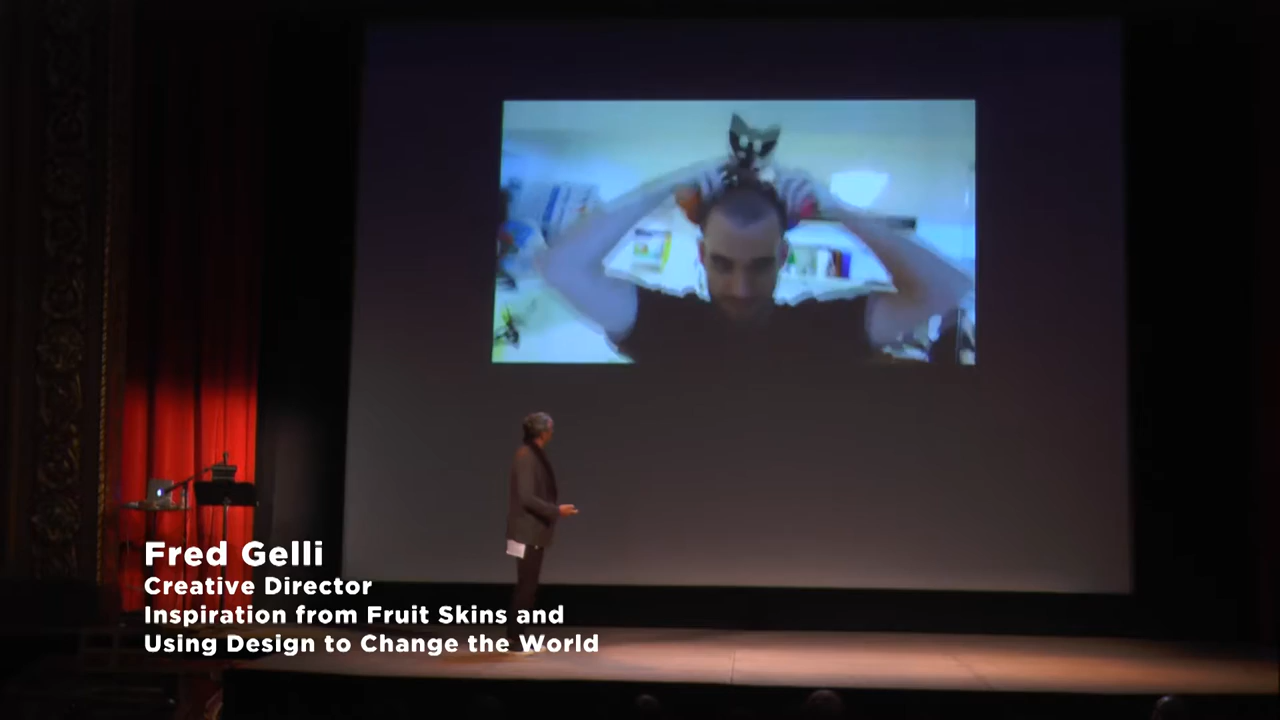 Fred Gelli
Creative Director
Inspiration from Fruit Skins and
Using Design to Change the World